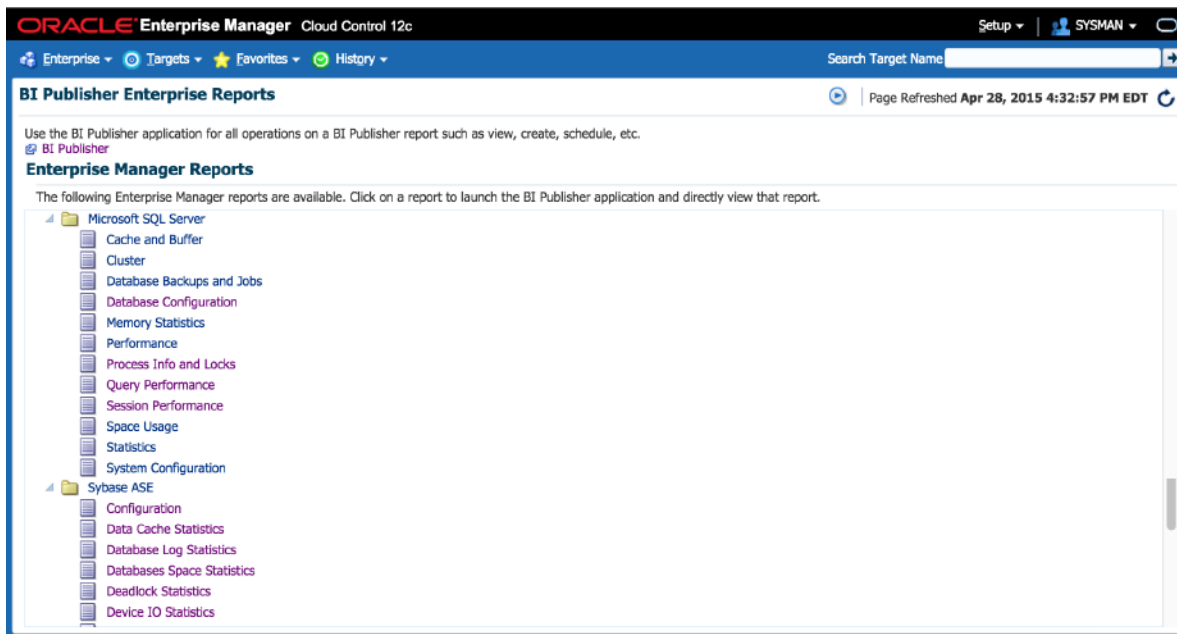 ORACLE Enterprise Manager Cloud Control 12c Setup SYSMAN
Enterprise Targets Favorites History Search Target Name
BI Publisher Enterprise Reports Page Refreshed Apr 28, 2015 4:32:57 PM EDT
Use the BI Publisher application for all operations on a BI Publisher report such as view, create, schedule, etc.
BI Publisher
Enterprise Manager Reports
The following Enterprise Manager reports are available. Click on a report to launch the BI Publisher application and directly view that report.
Microsoft SQL Server
Cache and Buffer
Cluster
Database Backups and Jobs
Database Configuration
Memory Statistics
Performance
Process Info and Locks
Query Performance
Session Performance
Space Usage
Statistics
System Configuration
Sybase ASE
Configuration
Data Cache Statistics
Database Log Statistics
Databases Space Statistics
Deadlock Statistics
Device IO Statistics